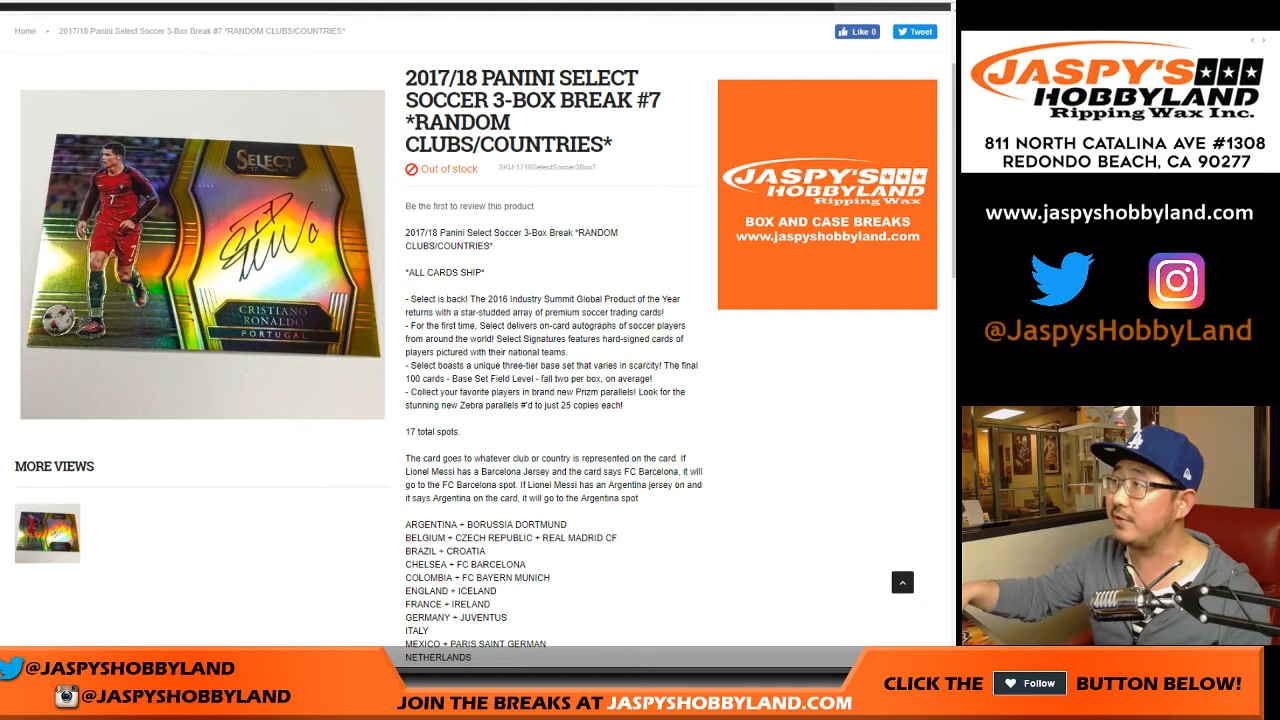 Home • 2017/18 Panini Select Soccer 3-Box Break #7 *RANDOM CLUBS/COUNTRIES*
Like 0
Tweet
SELECT
7
CRISTIANO
RONALDO
PORTUGAL
MORE VIEWS
2017/18 PANINI SELECT
SOCCER 3-BOX BREAK #7
*RANDOM
CLUBS/COUNTRIES*
Out of stock
SKU:1718SelectSoccer3Box7
Be the first to review this product
2017/18 Panini Select Soccer 3-Box Break *RANDOM
CLUBS/COUNTRIES*
*ALL CARDS SHIP*
- Select is back! The 2016 Industry Summit Global Product of the Year
returns with a star-studded array of premium soccer trading cards!
- For the first time, Select delivers on-card autographs of soccer players
from around the world! Select Signatures features hard-signed cards of
players pictured with their national teams.
- Select boasts a unique three-tier base set that varies in scarcity! The final
100 cards - Base Set Field Level - fall two per box, on average!
- Collect your favorite players in brand new Prizm parallels! Look for the
stunning new Zebra parallels #'d to just 25 copies each!
17 total spots.
The card goes to whatever club or country is represented on the card. If
Lionel Messi has a Barcelona Jersey and the card says FC Barcelona, it will
go to the FC Barcelona spot. If Lionel Messi has an Argentina jersey on and
it says Argentina on the card, it will go to the Argentina spot
ARGENTINA + BORUSSIA DORTMUND
BELGIUM + CZECH REPUBLIC + REAL MADRID CF
BRAZIL + CROATIA
CHELSEA + FC BARCELONA
COLOMBIA + FC BAYERN MUNICH
ENGLAND + ICELAND
FRANCE + IRELAND
GERMANY + JUVENTUS
ITALY
MEXICO + PARIS SAINT GERMAN
NETHERLANDS
JASPY'S
HOBBYLAND
Ripping Wax
BOX AND CASE BREAKS
www.jaspyshobbyland.com
JASPY'S
HOBBYLAND
Ripping Wax Inc.
811 NORTH CATALINA AVE #1308
REDONDO BEACH, CA 90277
www.jaspyshobbyland.com
@JaspysHobbyLand
LA
@JASPYSHOBBYLAND
@JASPYSHOBBYLAND
JOIN THE BREAKS AT JASPYSHOBBYLAND.COM
CLICK THE Follow BUTTON BELOW!